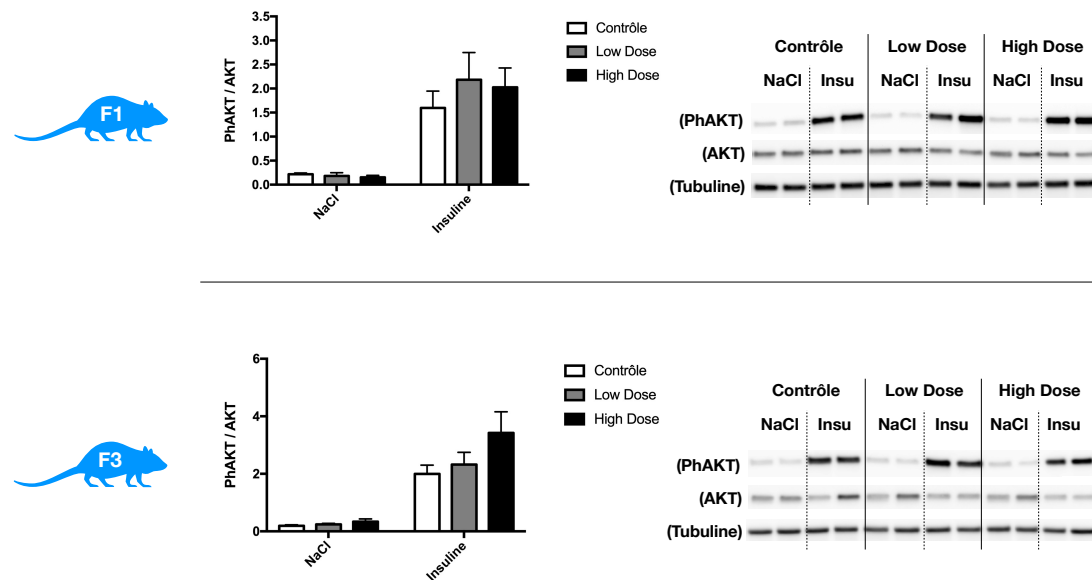 F1
PhAKT / AKT
3.5
3.0
2.5
2.0
1.5
1.0
0.5
0.0
NaCl
Insuline
Contrôle
Low Dose
High Dose
Contrôle Low Dose High Dose
NaCl Insu NaCl Insu NaCl Insu
(PhAKT)
(AKT)
(Tubuline)
F3
PhAKT / AKT
6
4
2
0
NaCl
Insuline
Contrôle
Low Dose
High Dose
Contrôle Low Dose High Dose
NaCl Insu NaCl Insu NaCl Insu
(PhAKT)
(AKT)
(Tubuline)